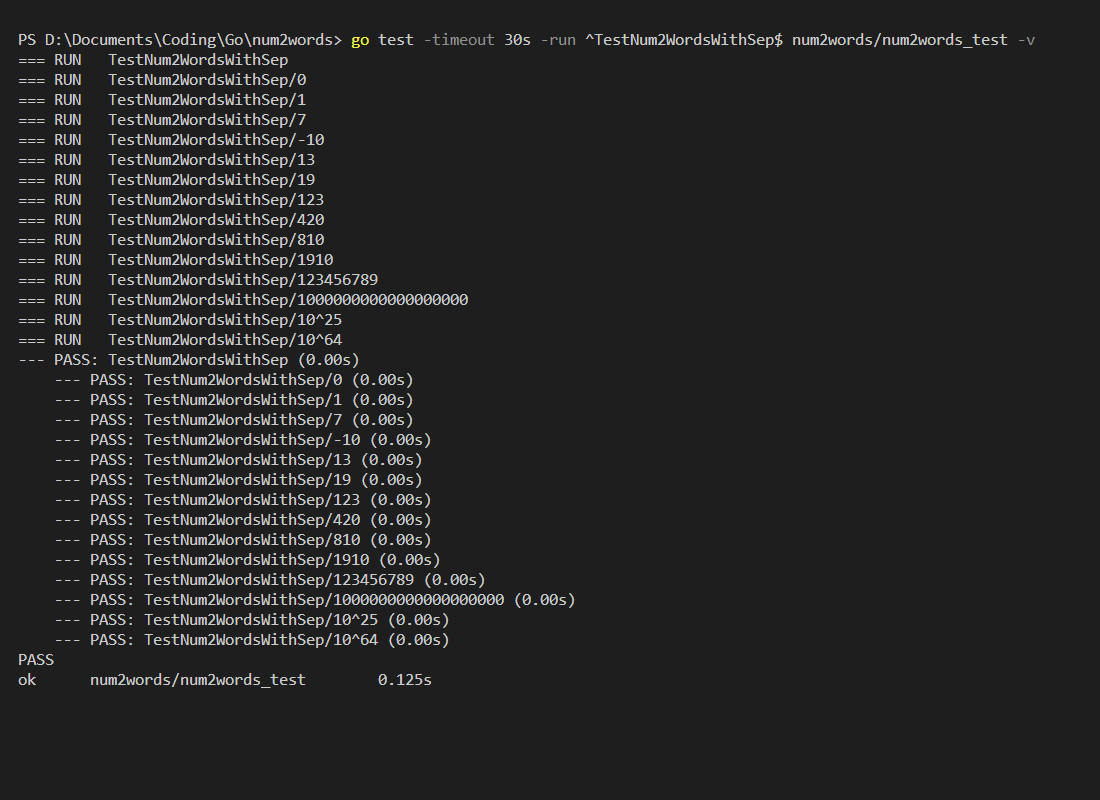 PS D:\Documents\Coding\Go\num2words> go test -timeout 30s -run ^TestNum2WordsWithSep$ num2words/num2words_test -v
=== RUN   TestNum2WordsWithSep
=== RUN   TestNum2WordsWithSep/0
=== RUN   TestNum2WordsWithSep/1
=== RUN   TestNum2WordsWithSep/7
=== RUN   TestNum2WordsWithSep/-10
=== RUN   TestNum2WordsWithSep/13
=== RUN   TestNum2WordsWithSep/19
=== RUN   TestNum2WordsWithSep/123
=== RUN   TestNum2WordsWithSep/420
=== RUN   TestNum2WordsWithSep/810
=== RUN   TestNum2WordsWithSep/1910
=== RUN   TestNum2WordsWithSep/123456789
=== RUN   TestNum2WordsWithSep/1000000000000000000
=== RUN   TestNum2WordsWithSep/10^25
=== RUN   TestNum2WordsWithSep/10^64
--- PASS: TestNum2WordsWithSep (0.00s)
    --- PASS: TestNum2WordsWithSep/0 (0.00s)
    --- PASS: TestNum2WordsWithSep/1 (0.00s)
    --- PASS: TestNum2WordsWithSep/7 (0.00s)
    --- PASS: TestNum2WordsWithSep/-10 (0.00s)
    --- PASS: TestNum2WordsWithSep/13 (0.00s)
    --- PASS: TestNum2WordsWithSep/19 (0.00s)
    --- PASS: TestNum2WordsWithSep/123 (0.00s)
    --- PASS: TestNum2WordsWithSep/420 (0.00s)
    --- PASS: TestNum2WordsWithSep/810 (0.00s)
    --- PASS: TestNum2WordsWithSep/1910 (0.00s)
    --- PASS: TestNum2WordsWithSep/123456789 (0.00s)
    --- PASS: TestNum2WordsWithSep/1000000000000000000 (0.00s)
    --- PASS: TestNum2WordsWithSep/10^25 (0.00s)
    --- PASS: TestNum2WordsWithSep/10^64 (0.00s)
PASS
ok      num2words/num2words_test        0.125s